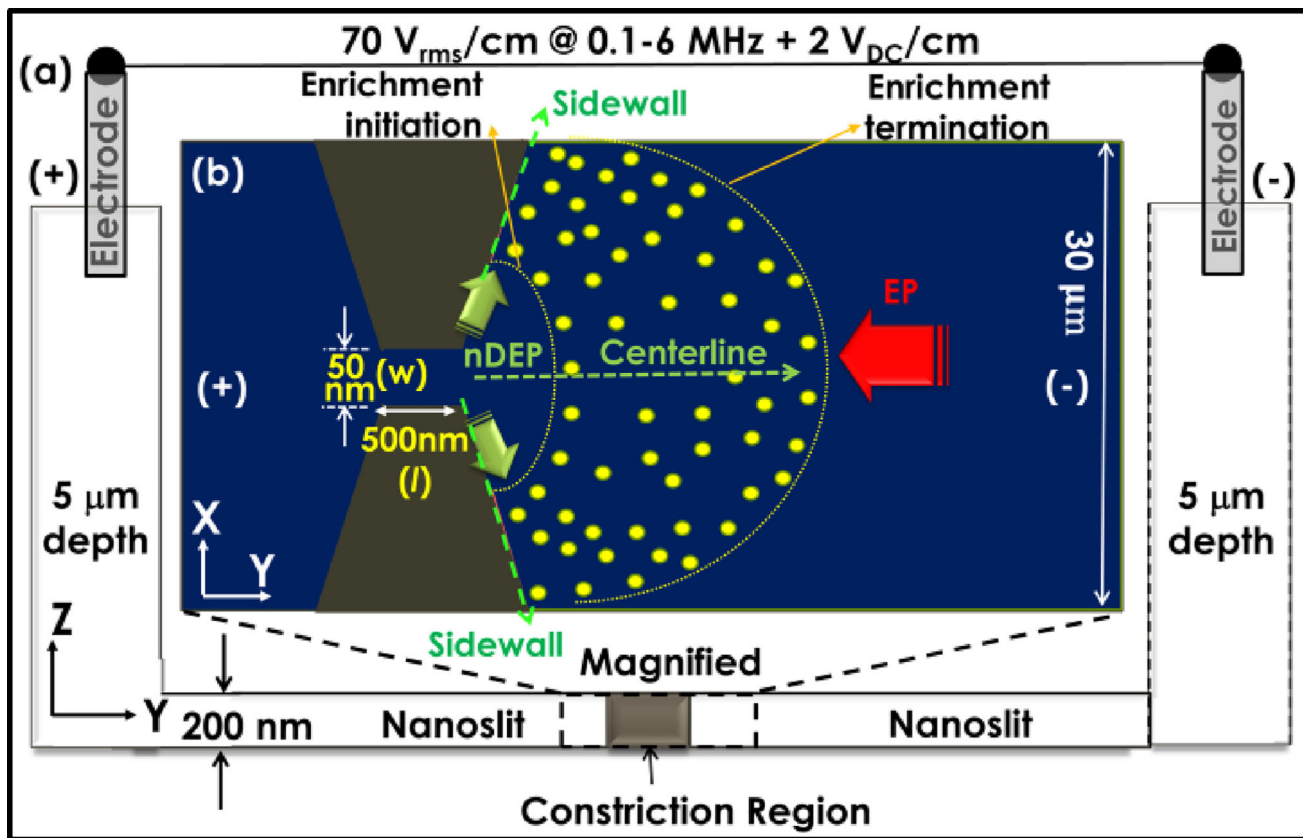 70 Vrms/cm @ 0.1-6 MHz + 2 VDC/cm
(a)
Enrichment
initiation
Sidewall
Enrichment
termination
(+)
Electrode
(b)
(-)
Electrode
30 μm
EP
nDEP
Centerline
50
nm
(w)
(+)
(-)
500nm
(l)
5 μm
depth
X
Y
5 μm
depth
Sidewall
Z
Magnified
Y
200 nm
Nanoslit
Nanoslit
Constriction Region